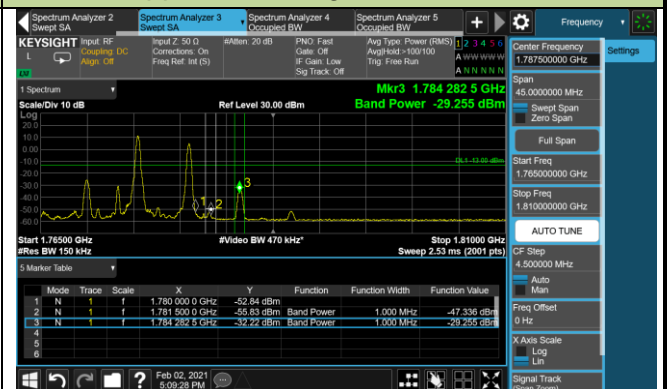 Spectrum Analyzer 2
Swept SA
Spectrum Analyzer 3
Swept SA
Spectrum Analyzer 4
Occupied BW
Spectrum Analyzer 5
Occupied BW
+
Frequency
KEYSIGHT
L
Input: RF
Coupling: DC
Align: Off
Input Z: 50 Ω
Corrections: On
Freq Ref: Int (S)
#Atten: 20 dB
PNO: Fast
Gate: Off
IF Gain: Low
Sig Track: Off
Avg Type: Power (RMS)
Avg|Hold:>100/100
Trig: Free Run
1 2 3 4 5 6
A W W W W W
A N N N N N
1 Spectrum
Scale/Div 10 dB
Log
Ref Level 30.00 dBm
Mkr3 1.784 282 5 GHz
Band Power -29.255 dBm
20.0
10.0
0.00
-10.0
-20.0
-30.0
-40.0
-50.0
-60.0
DL1 -13.00 dBm
1
2
3
Start 1.76500 GHz
#Res BW 150 kHz
#Video BW 470 kHz*
Stop 1.81000 GHz
Sweep 2.53 ms (2001 pts)
5 Marker Table
Mode Trace Scale X Y Function Function Width Function Value
1 N 1 f 1.780 000 0 GHz -52.84 dBm
2 N 1 f 1.781 500 0 GHz -55.83 dBm Band Power 1.000 MHz -47.336 dBm
3 N 1 f 1.784 282 5 GHz -32.22 dBm Band Power 1.000 MHz -29.255 dBm
4
5
6
Center Frequency
1.787500000 GHz
Settings
Span
45.0000000 MHz
Swept Span
Zero Span
Full Span
Start Freq
1.765000000 GHz
Stop Freq
1.810000000 GHz
AUTO TUNE
CF Step
4.500000 MHz
Auto
Man
Freq Offset
0 Hz
X Axis Scale
Log
Lin
Signal Track
(Span Zoom)
?
Feb 02, 2021
5:09:28 PM